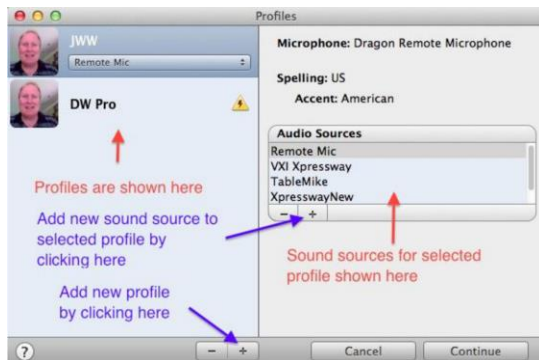 Profiles
JWW
Remote Mic
DW Pro
Profiles are shown here
Add new sound source to
selected profile by
clicking here
Add new profile
by clicking here
Microphone: Dragon Remote Microphone
Spelling: US
Accent: American
Audio Sources
Remote Mic
VXI Xpressway
TableMike
XpresswayNew
− +
Sound sources for selected
profile shown here
?
− +
Cancel
Continue